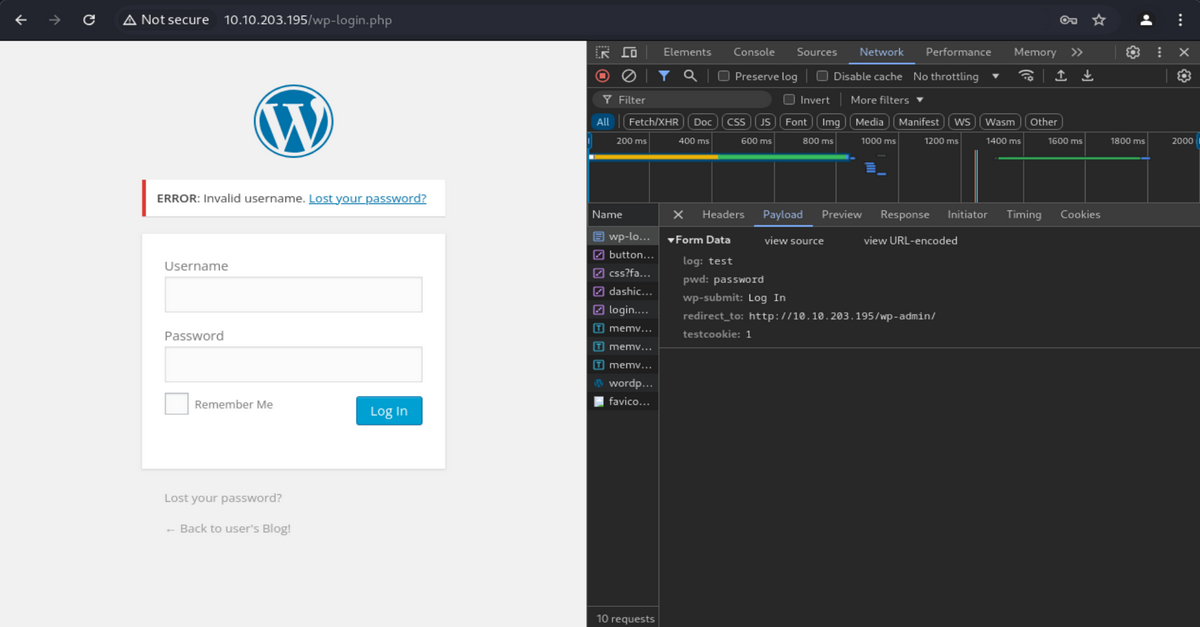 Not secure 10.10.203.195/wp-login.php
ERROR: Invalid username. Lost your password?
Username
Password
Remember Me
Log In
Lost your password?
← Back to user's Blog!
Elements Console Sources Network Performance Memory
Preserve log Disable cache No throttling
Filter Invert More filters
All Fetch/XHR Doc CSS JS Font Img Media Manifest WS Wasm Other
200 ms 400 ms 600 ms 800 ms 1000 ms 1200 ms 1400 ms 1600 ms 1800 ms 2000
Name
wp-lo...
button...
css?fa...
dashic...
login....
memv...
memv...
memv...
wordp...
favico...
10 requests
Headers Payload Preview Response Initiator Timing Cookies
Form Data view source view URL-encoded
log: test
pwd: password
wp-submit: Log In
redirect_to: http://10.10.203.195/wp-admin/
testcookie: 1